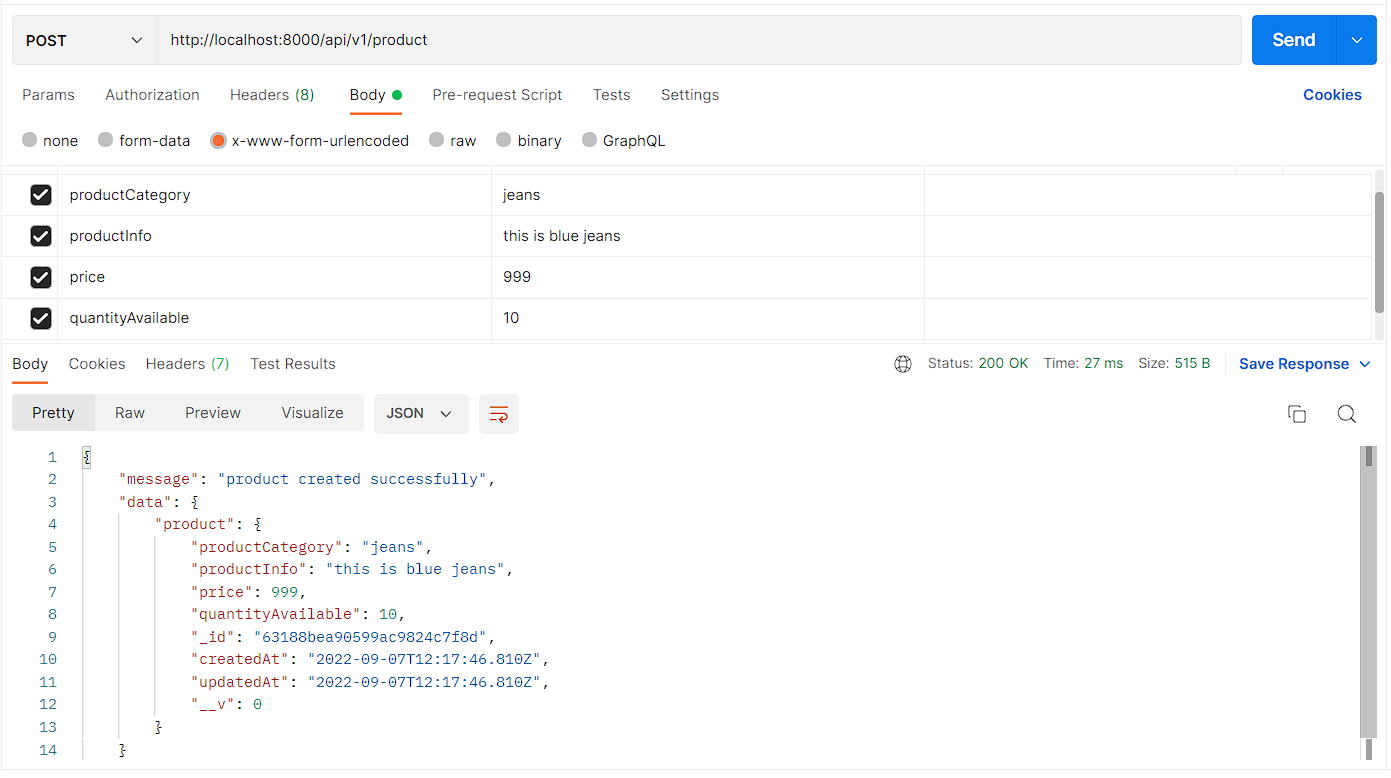 POST http://localhost:8000/api/v1/product Send
Params Authorization Headers (8) Body Pre-request Script Tests Settings Cookies
none form-data x-www-form-urlencoded raw binary GraphQL
productCategory jeans
productInfo this is blue jeans
price 999
quantityAvailable 10
Body Cookies Headers (7) Test Results Status: 200 OK Time: 27 ms Size: 515 B Save Response
Pretty Raw Preview Visualize JSON
1 {
2 "message": "product created successfully",
3 "data": {
4 "product": {
5 "productCategory": "jeans",
6 "productInfo": "this is blue jeans",
7 "price": 999,
8 "quantityAvailable": 10,
9 "_id": "63188bea90599ac9824c7f8d",
10 "createdAt": "2022-09-07T12:17:46.810Z",
11 "updatedAt": "2022-09-07T12:17:46.810Z",
12 "__v": 0
13 }
14 }